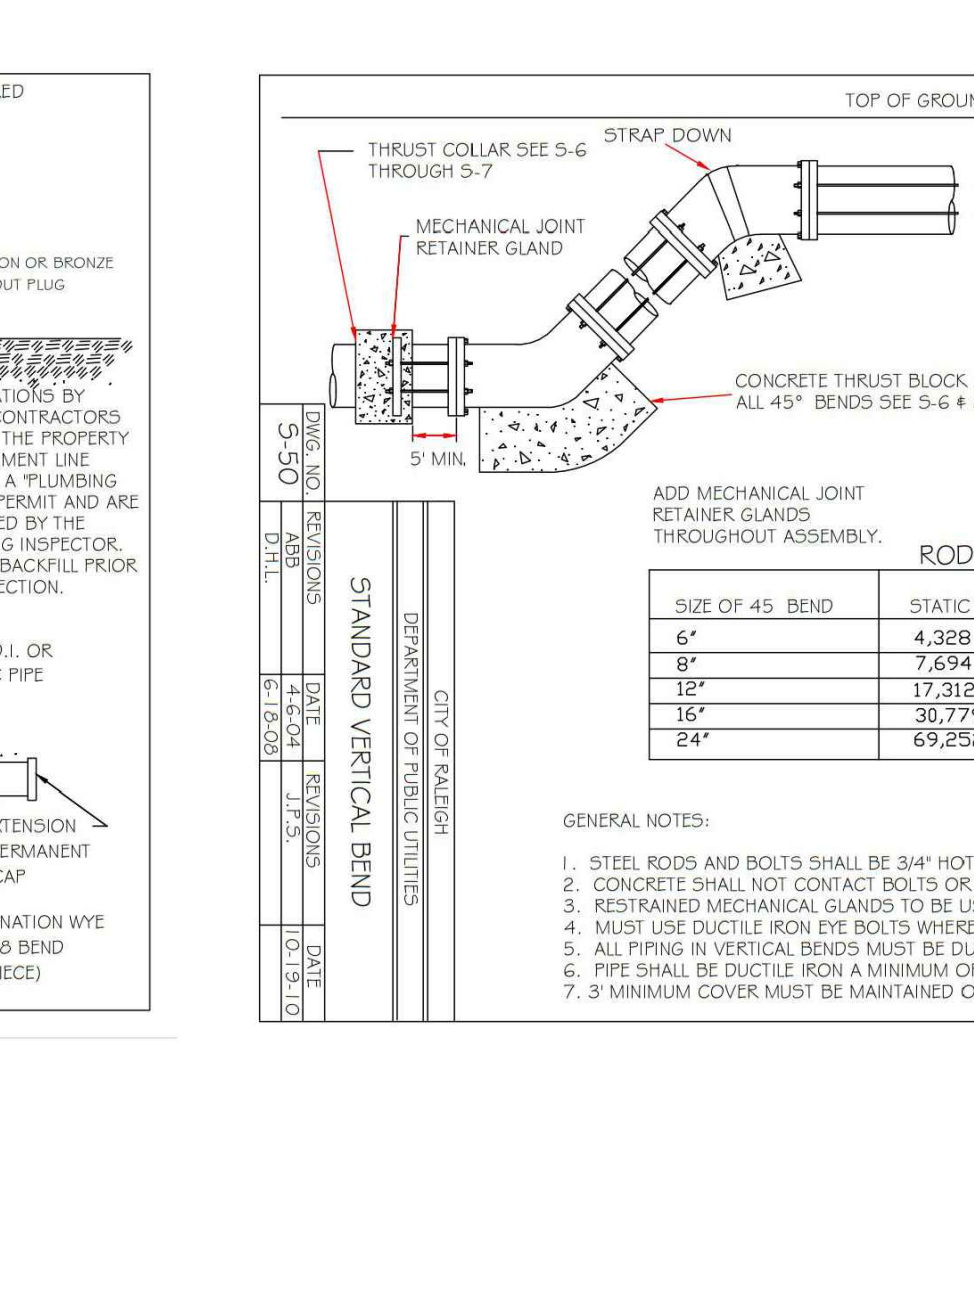 ED
ON OR BRONZE
OUT PLUG
ATIONS BY
CONTRACTORS
THE PROPERTY
MENT LINE
A "PLUMBING
PERMIT AND ARE
ED BY THE
G INSPECTOR.
BACKFILL PRIOR
ECTION.
D.I. OR
PIPE
XTENSION
ERMANENT
CAP
NATION WYE
8 BEND
IECE)
TOP OF GROUN
STRAP DOWN
THRUST COLLAR SEE S-6
THROUGH S-7
MECHANICAL JOINT
RETAINER GLAND
CONCRETE THRUST BLOCK
ALL 45° BENDS SEE S-6 &
5' MIN.
ADD MECHANICAL JOINT
RETAINER GLANDS
THROUGHOUT ASSEMBLY.
ROD
SIZE OF 45 BEND STATIC
6" 4,328
8" 7,694
12" 17,312
16" 30,779
24" 69,252
GENERAL NOTES:
1. STEEL RODS AND BOLTS SHALL BE 3/4" HOT
2. CONCRETE SHALL NOT CONTACT BOLTS OR
3. RESTRAINED MECHANICAL GLANDS TO BE US
4. MUST USE DUCTILE IRON EYE BOLTS WHERE
5. ALL PIPING IN VERTICAL BENDS MUST BE DU
6. PIPE SHALL BE DUCTILE IRON A MINIMUM OF
7. 3' MINIMUM COVER MUST BE MAINTAINED O
CITY OF RALEIGH
DEPARTMENT OF PUBLIC UTILITIES
STANDARD VERTICAL BEND
DWG. NO. REVISIONS DATE REVISIONS DATE
S-50 ABB 4-6-04 J.P.S. 10-19-10
D.H.L. 6-18-08